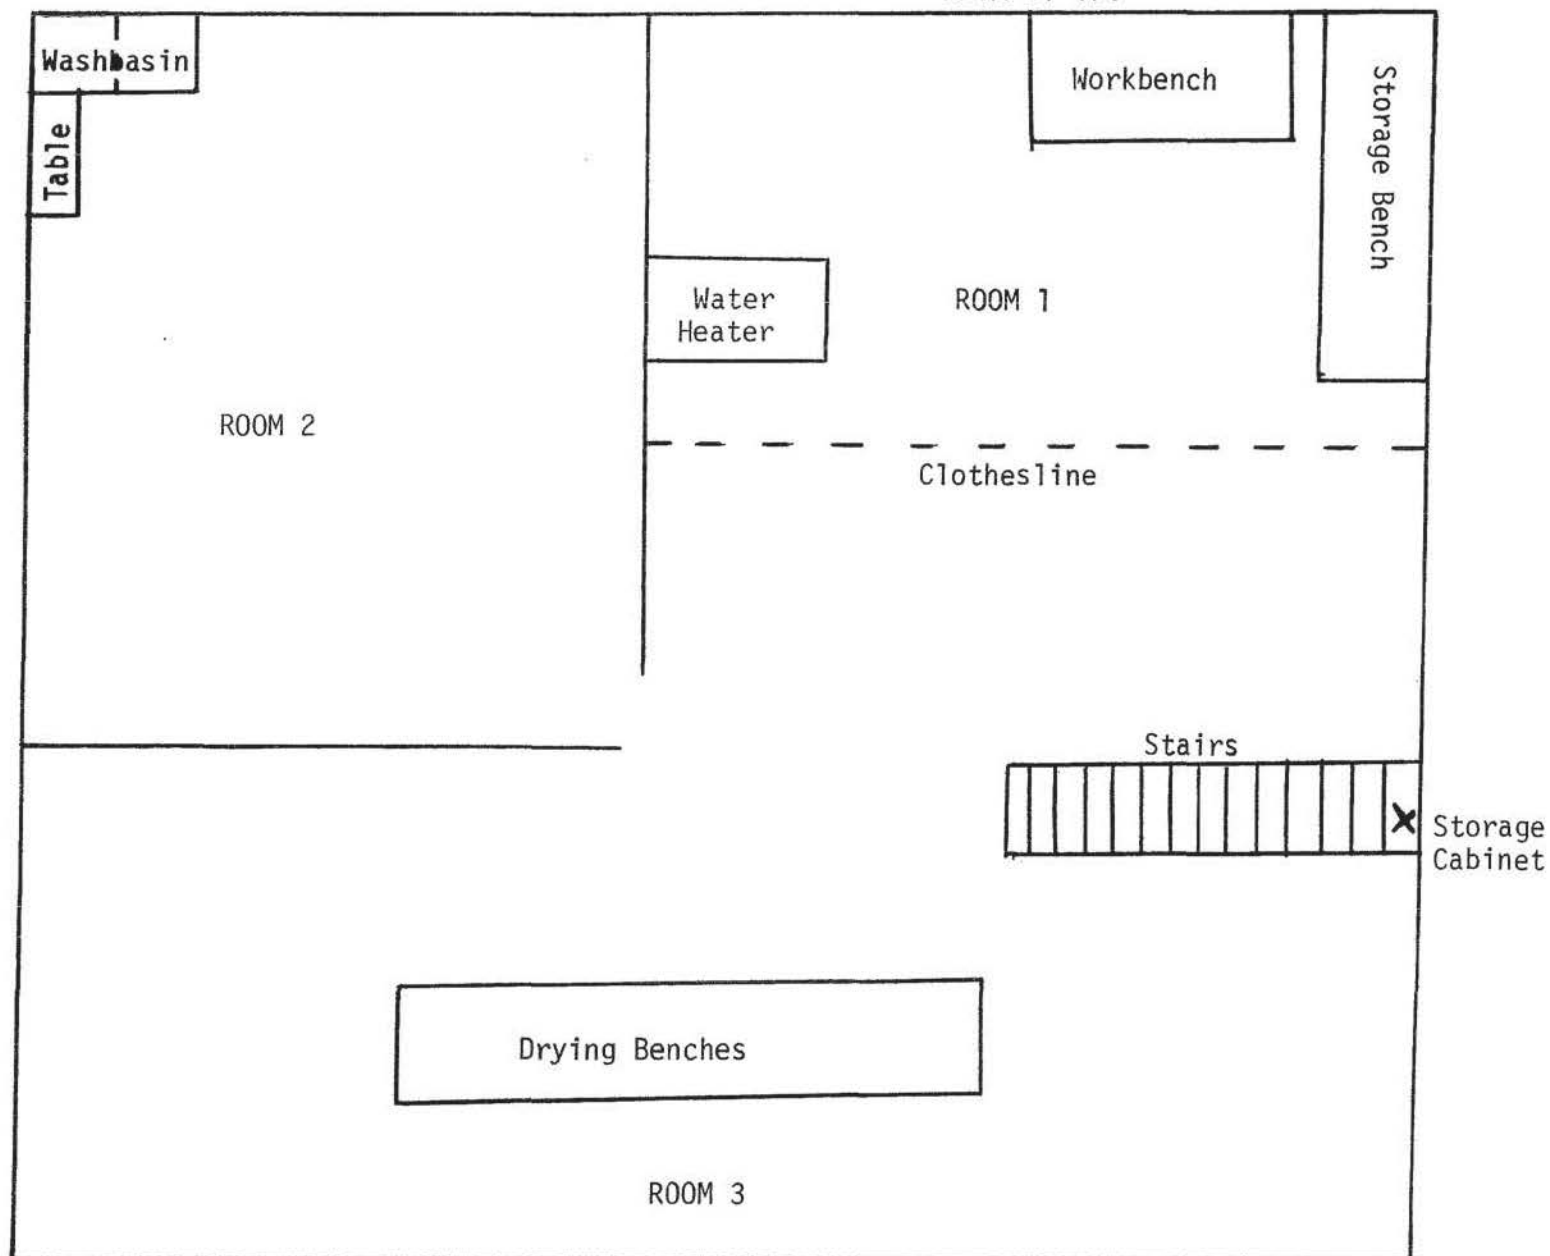 Washbasin
Workbench
Storage Bench
Table
Water
Heater
ROOM 1
ROOM 2
Clothesline
Stairs
Storage
Cabinet
Drying Benches
ROOM 3